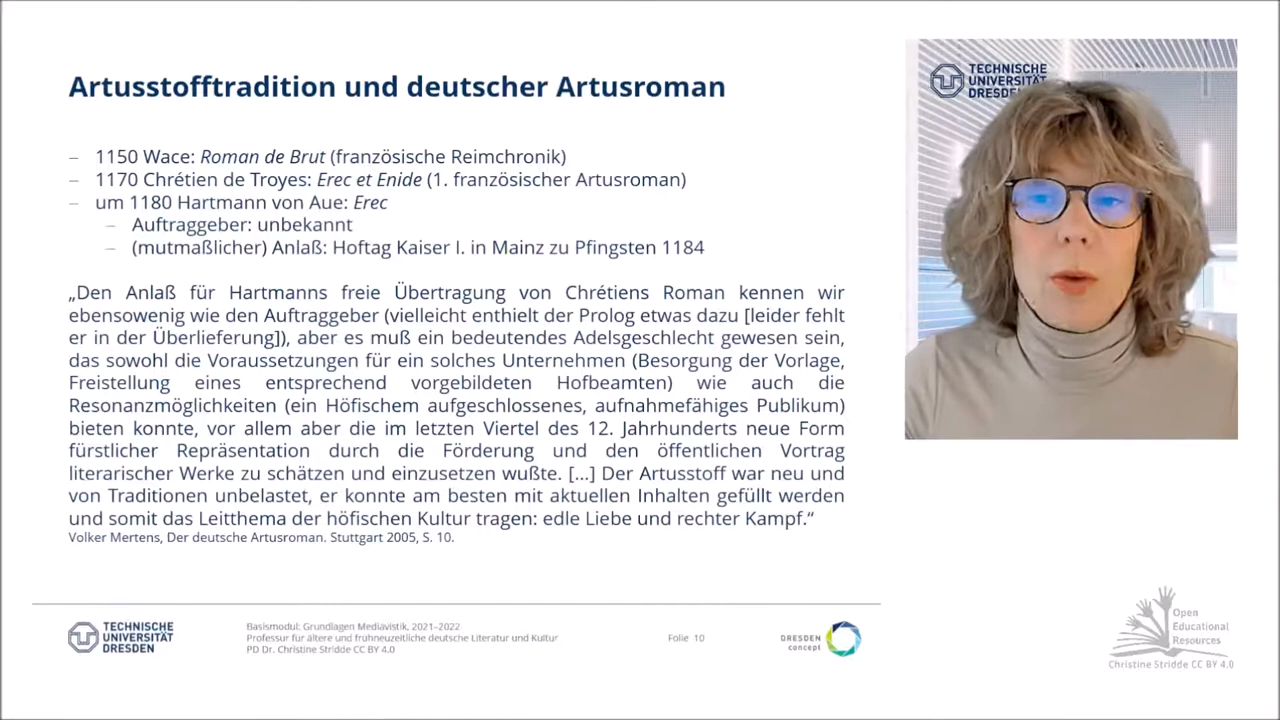 Artusstofftradition und deutscher Artusroman
– 1150 Wace: Roman de Brut (französische Reimchronik)
– 1170 Chrétien de Troyes: Erec et Enide (1. französischer Artusroman)
– um 1180 Hartmann von Aue: Erec
– Auftraggeber: unbekannt
– (mutmaßlicher) Anlaß: Hoftag Kaiser I. in Mainz zu Pfingsten 1184
„Den Anlaß für Hartmanns freie Übertragung von Chrétiens Roman kennen wir
ebensowenig wie den Auftraggeber (vielleicht enthielt der Prolog etwas dazu [leider fehlt
er in der Überlieferung]), aber es muß ein bedeutendes Adelsgeschlecht gewesen sein,
das sowohl die Voraussetzungen für ein solches Unternehmen (Besorgung der Vorlage,
Freistellung eines entsprechend vorgebildeten Hofbeamten) wie auch die
Resonanzmöglichkeiten (ein Höfischem aufgeschlossenes, aufnahmefähiges Publikum)
bieten konnte, vor allem aber die im letzten Viertel des 12. Jahrhunderts neue Form
fürstlicher Repräsentation durch die Förderung und den öffentlichen Vortrag
literarischer Werke zu schätzen und einzusetzen wußte. [...] Der Artusstoff war neu und
von Traditionen unbelastet, er konnte am besten mit aktuellen Inhalten gefüllt werden
und somit das Leitthema der höfischen Kultur tragen: edle Liebe und rechter Kampf.“
Volker Mertens, Der deutsche Artusroman. Stuttgart 2005, S. 10.
TECHNISCHE
UNIVERSITÄT
DRESDEN
Basismodul: Grundlagen Mediävistik, 2021–2022
Professur für ältere und frühneuzeitliche deutsche Literatur und Kultur
PD Dr. Christine Stridde CC BY 4.0
Folie 10
DRESDEN
concept
TECHNISCHE
UNIVERSITÄT
DRESDEN
Open
Educational
Resources
Christine Stridde CC BY 4.0